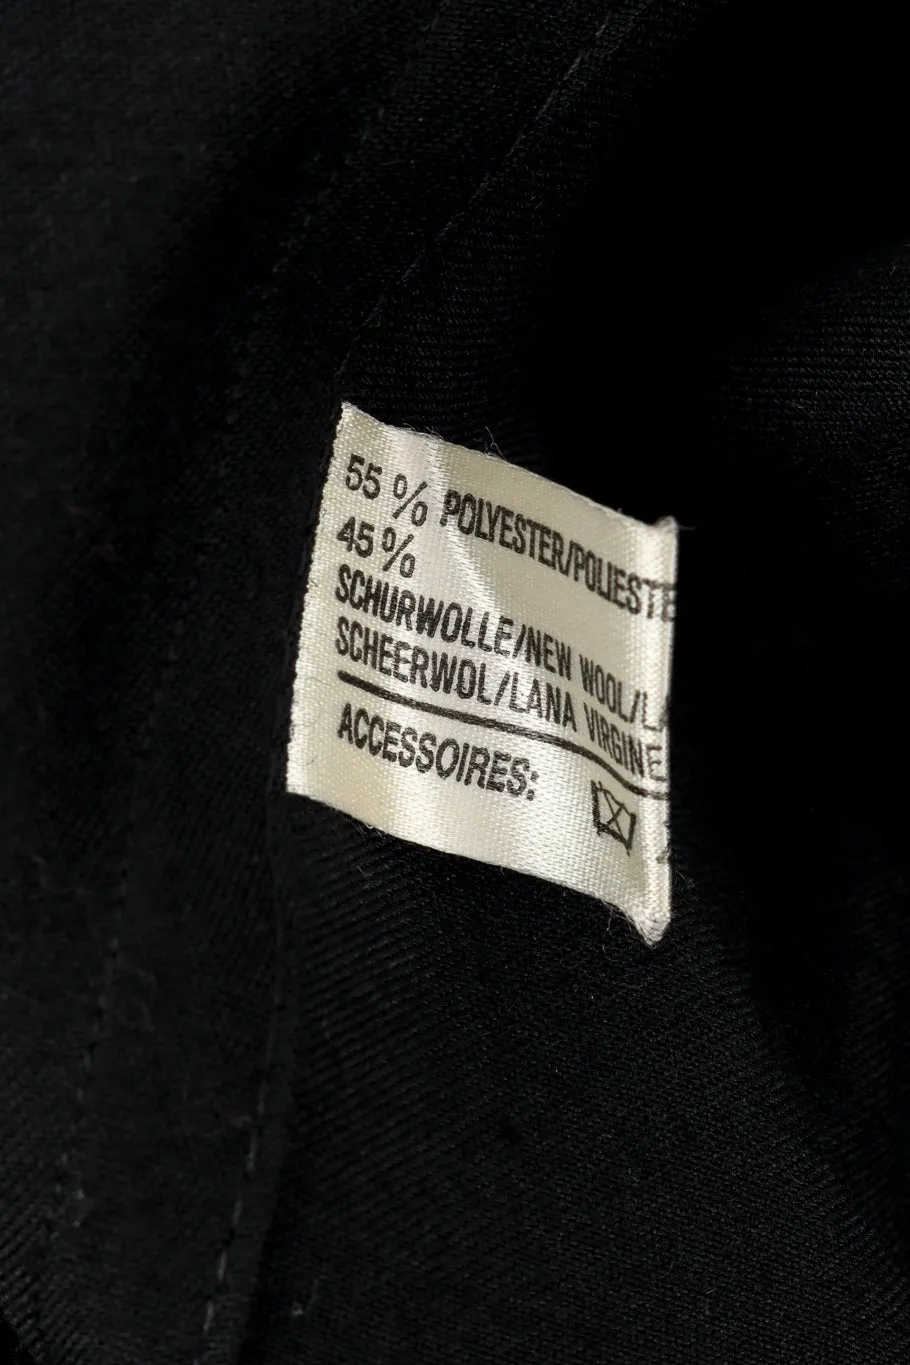 55 % POLYESTER/POLIESTE
45%
SCHURWOLLE/NEW WOOL/L
SCHEERWOL/LANA VIRGINE
ACCESSOIRES: